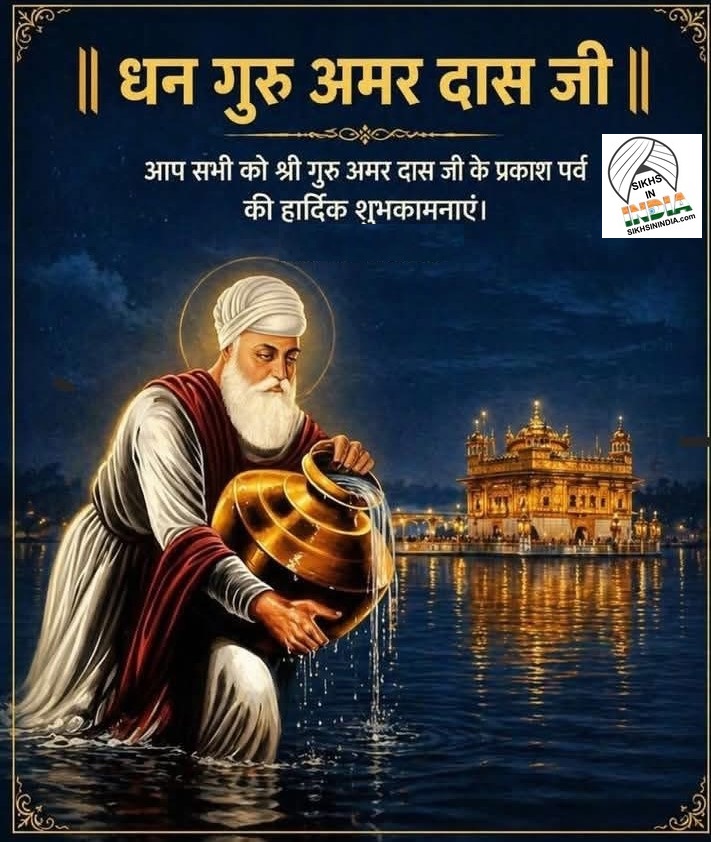 ॥ धन गुरु अमर दास जी ॥
आप सभी को श्री गुरु अमर दास जी के प्रकाश पर्व
की हार्दिक शुभकामनाएं।
SIKHS
IN
INDIA
SIKHSININDIA.com